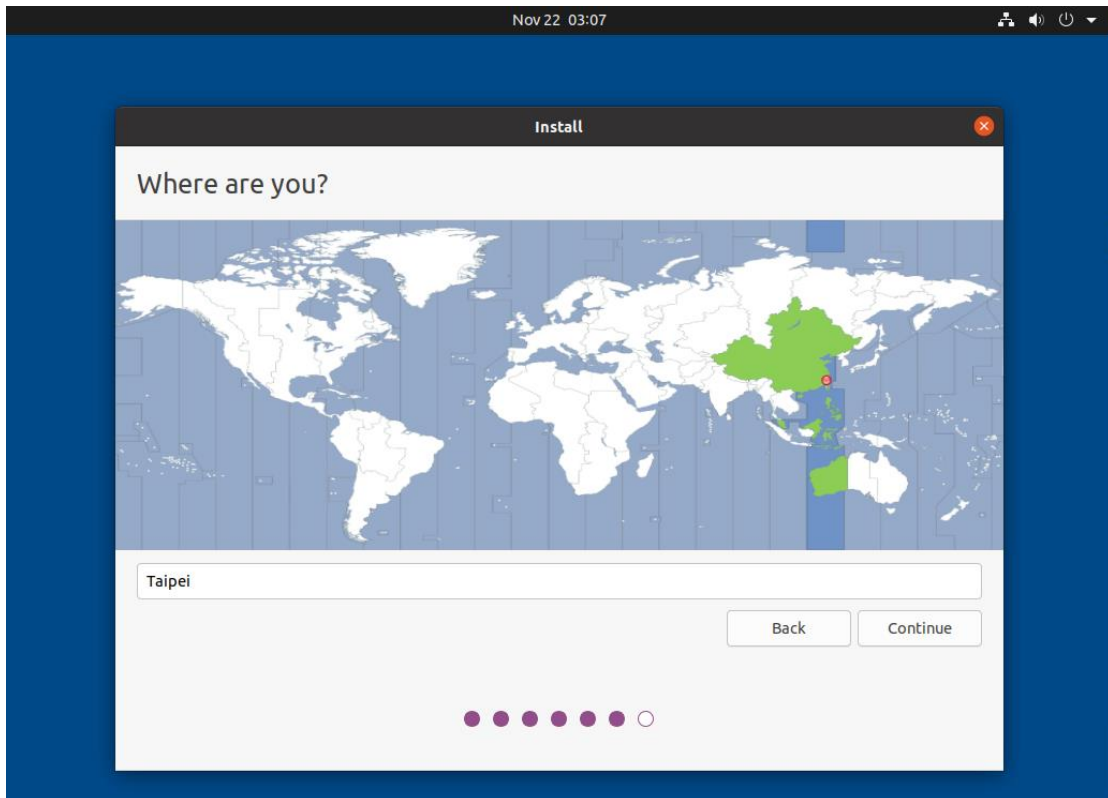 Nov 22 03:07
Install
Where are you?
Taipei
Back
Continue